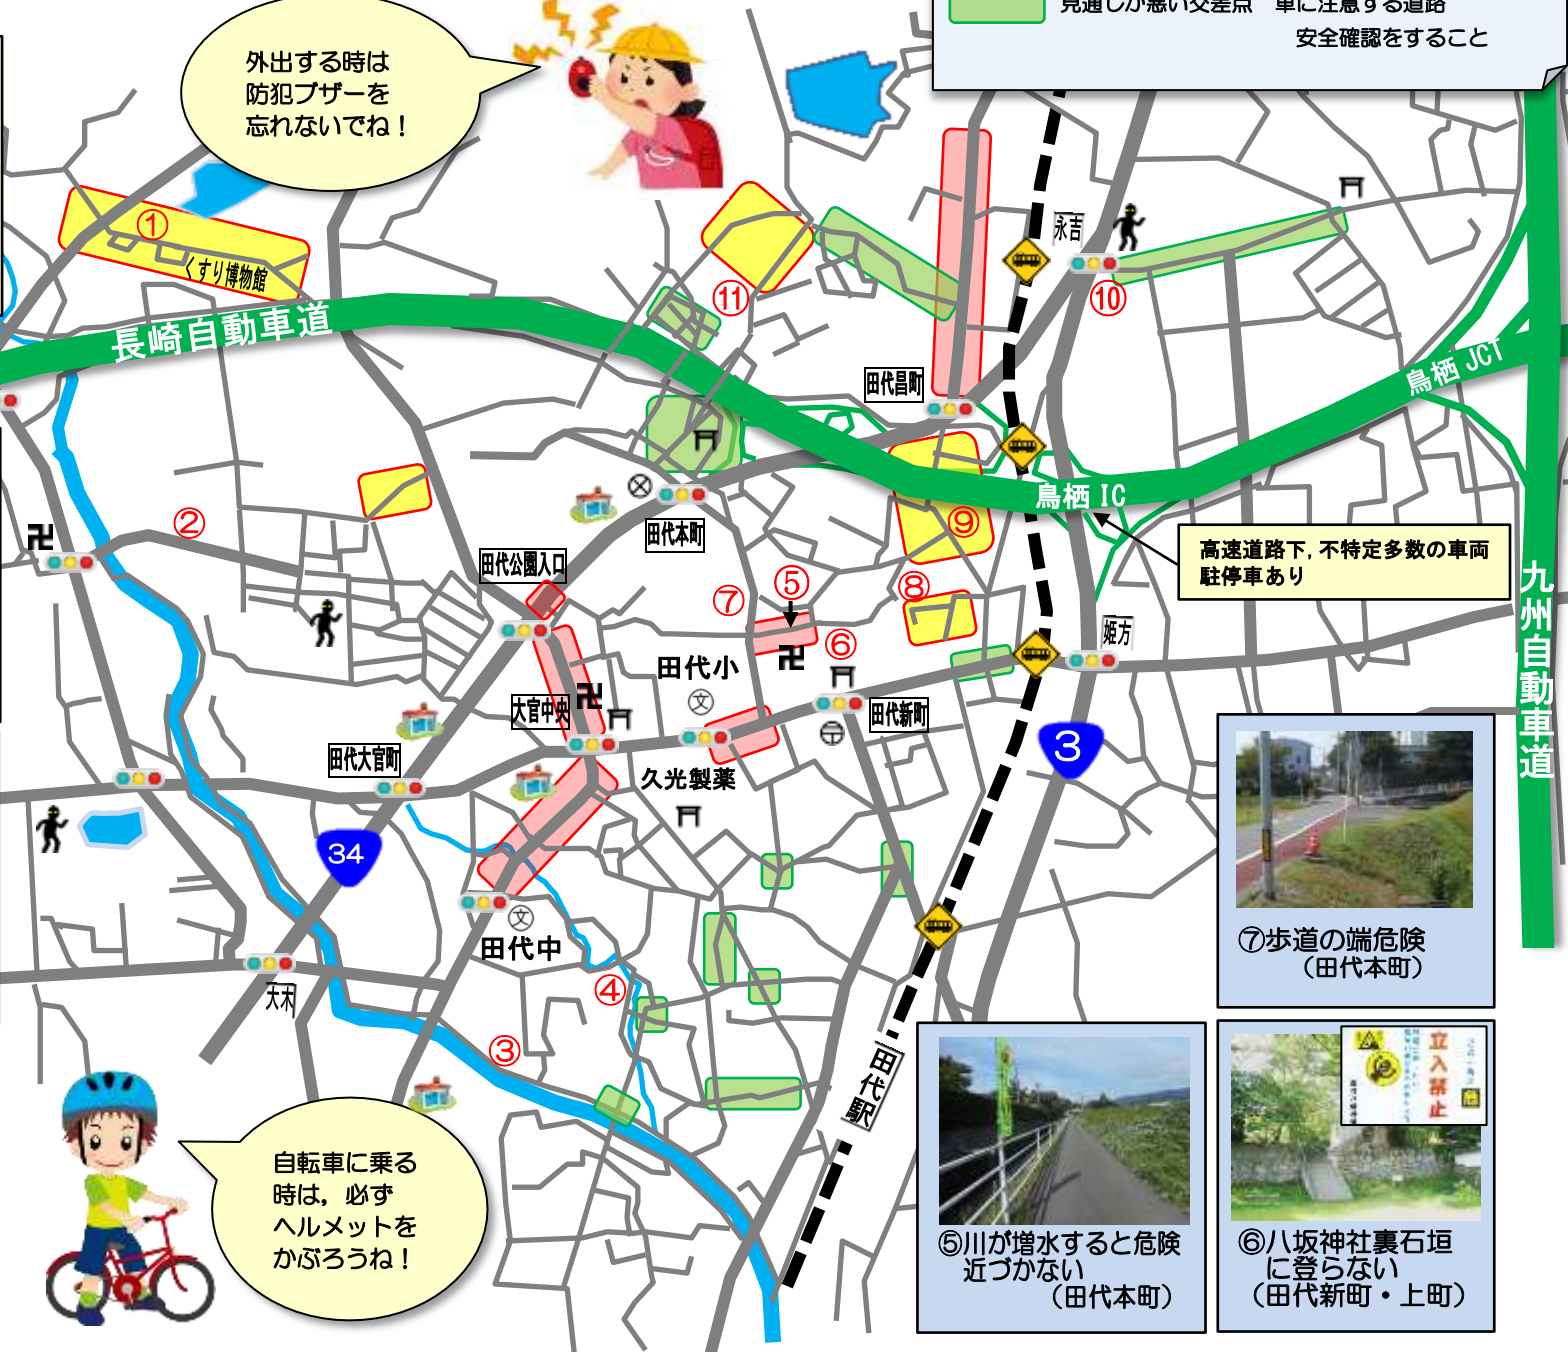 見通しが悪い交差点　車に注意する道路
安全確認をすること
外出する時は
防犯ブザーを
忘れないでね！
①
くすり博物館
長崎自動車道
永吉
⑪
⑩
鳥栖 JCT
田代昌町
鳥栖 IC
⑨
高速道路下，不特定多数の車両
駐停車あり
②
田代本町
田代公園入口
⑦
⑤
⑧
⑥
姫方
九州自動車道
田代小
文
大官中央
田代新町
田代大官町
久光製薬
3
34
文
田代中
大木
④
③
田代駅
⑦歩道の端危険
（田代本町）
立入禁止
⑤川が増水すると危険
近づかない
（田代本町）
⑥八坂神社裏石垣
に登らない
（田代新町・上町）
自転車に乗る
時は，必ず
ヘルメットを
かぶろうね！